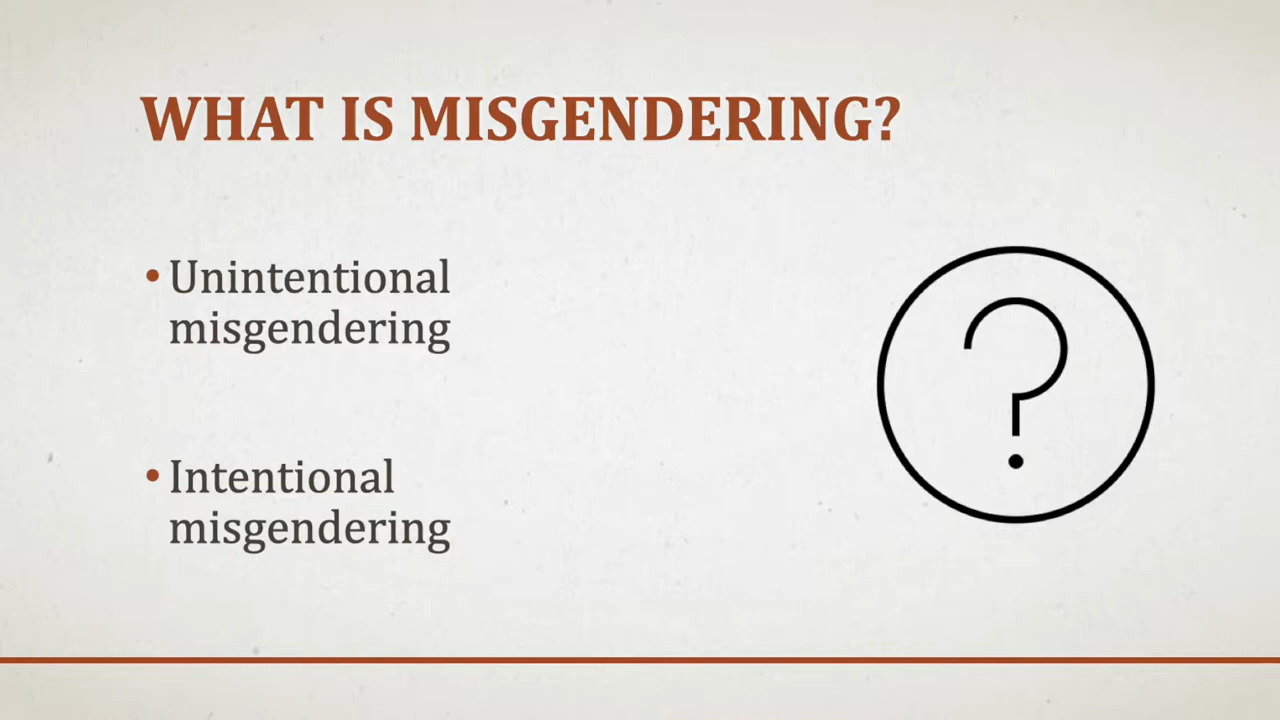 WHAT IS MISGENDERING?
• Unintentional
misgendering
• Intentional
misgendering
?